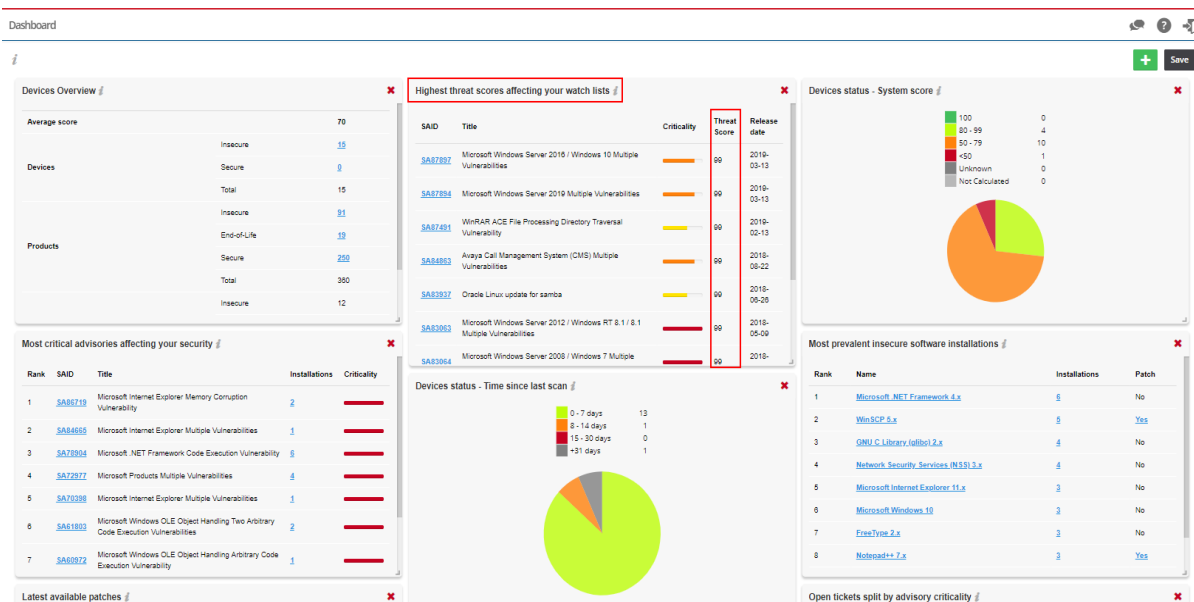 Dashboard
Save
Devices Overview
Average score 70
Devices
Insecure 15
Secure 0
Total 15
Products
Insecure 91
End-of-Life 19
Secure 250
Total 360
Insecure 12
Highest threat scores affecting your watch lists
SAID Title Criticality Threat Score Release date
SA87897 Microsoft Windows Server 2016 / Windows 10 Multiple Vulnerabilities 99 2019-03-13
SA87894 Microsoft Windows Server 2019 Multiple Vulnerabilities 99 2019-03-13
SA87491 WinRAR ACE File Processing Directory Traversal Vulnerability 99 2019-02-13
SA84863 Avaya Call Management System (CMS) Multiple Vulnerabilities 99 2018-08-22
SA83937 Oracle Linux update for samba 99 2018-06-26
SA83063 Microsoft Windows Server 2012 / Windows RT 8.1 / 8.1 Multiple Vulnerabilities 99 2018-05-09
SA83064 Microsoft Windows Server 2008 / Windows 7 Multiple 99 2018-
Devices status - System score
100 0
80 - 99 4
50 - 79 10
<50 1
Unknown 0
Not Calculated 0
Most critical advisories affecting your security
Rank SAID Title Installations Criticality
1 SA86719 Microsoft Internet Explorer Memory Corruption Vulnerability 2
2 SA84665 Microsoft Internet Explorer Multiple Vulnerabilities 1
3 SA78904 Microsoft .NET Framework Code Execution Vulnerability 6
4 SA72977 Microsoft Products Multiple Vulnerabilities 4
5 SA70398 Microsoft Internet Explorer Multiple Vulnerabilities 1
6 SA61803 Microsoft Windows OLE Object Handling Two Arbitrary Code Execution Vulnerabilities 2
7 SA60972 Microsoft Windows OLE Object Handling Arbitrary Code Execution Vulnerability 1
Devices status - Time since last scan
0 - 7 days 13
8 - 14 days 1
15 - 30 days 0
+31 days 1
Most prevalent insecure software installations
Rank Name Installations Patch
1 Microsoft .NET Framework 4.x 6 No
2 WinSCP 5.x 5 Yes
3 GNU C Library (glibc) 2.x 4 No
4 Network Security Services (NSS) 3.x 4 No
5 Microsoft Internet Explorer 11.x 3 No
6 Microsoft Windows 10 3 No
7 FreeType 2.x 3 No
8 Notepad++ 7.x 3 Yes
Latest available patches
Open tickets split by advisory criticality